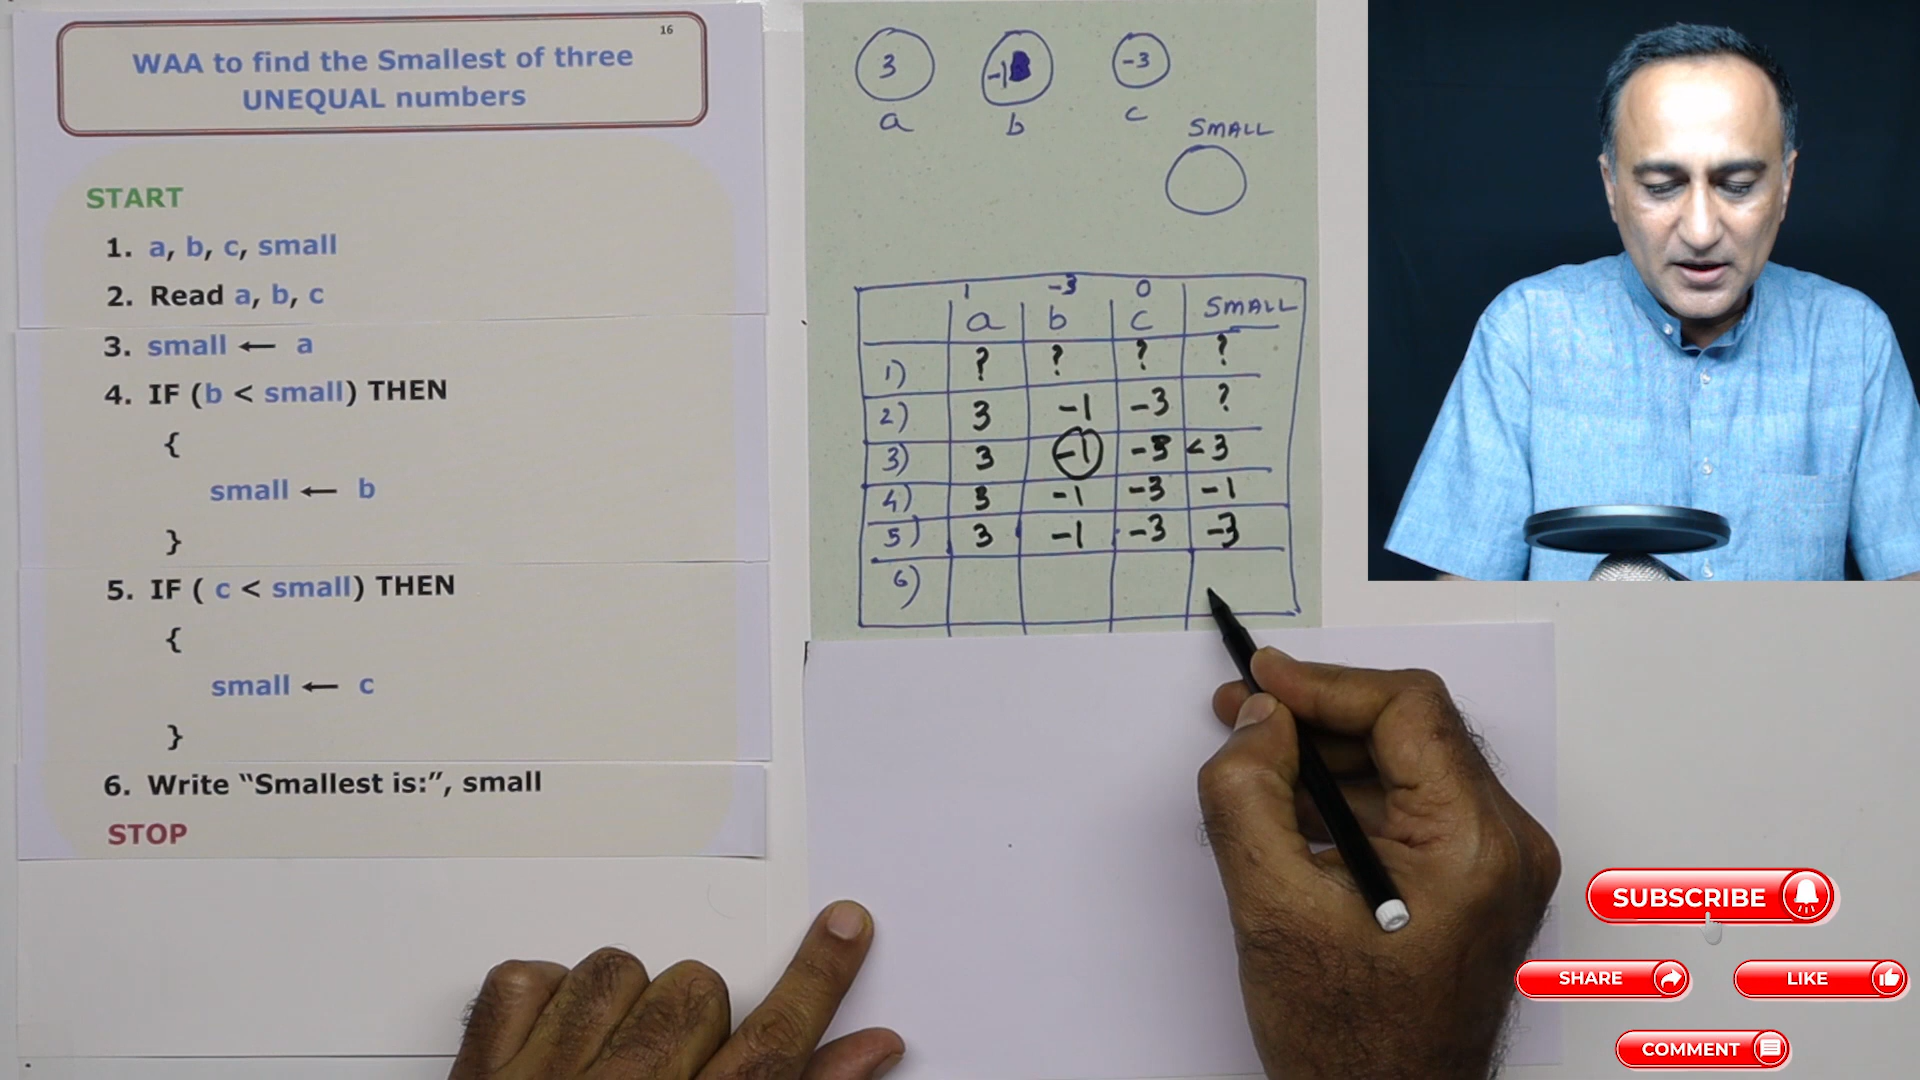 16
WAA to find the Smallest of three
UNEQUAL numbers
START
1. a, b, c, small
2. Read a, b, c
3. small ← a
4. IF (b < small) THEN
{
small ← b
}
5. IF ( c < small) THEN
{
small ← c
}
6. Write “Smallest is:”, small
STOP
3 -1 -3
a b c
SMALL
1 -3 0
a b c SMALL
1) ? ? ? ?
2) 3 -1 -3 ?
3) 3 -1 -3 < 3
4) 3 -1 -3 -1
5) 3 -1 -3 -3
6)
SUBSCRIBE
SHARE LIKE
COMMENT